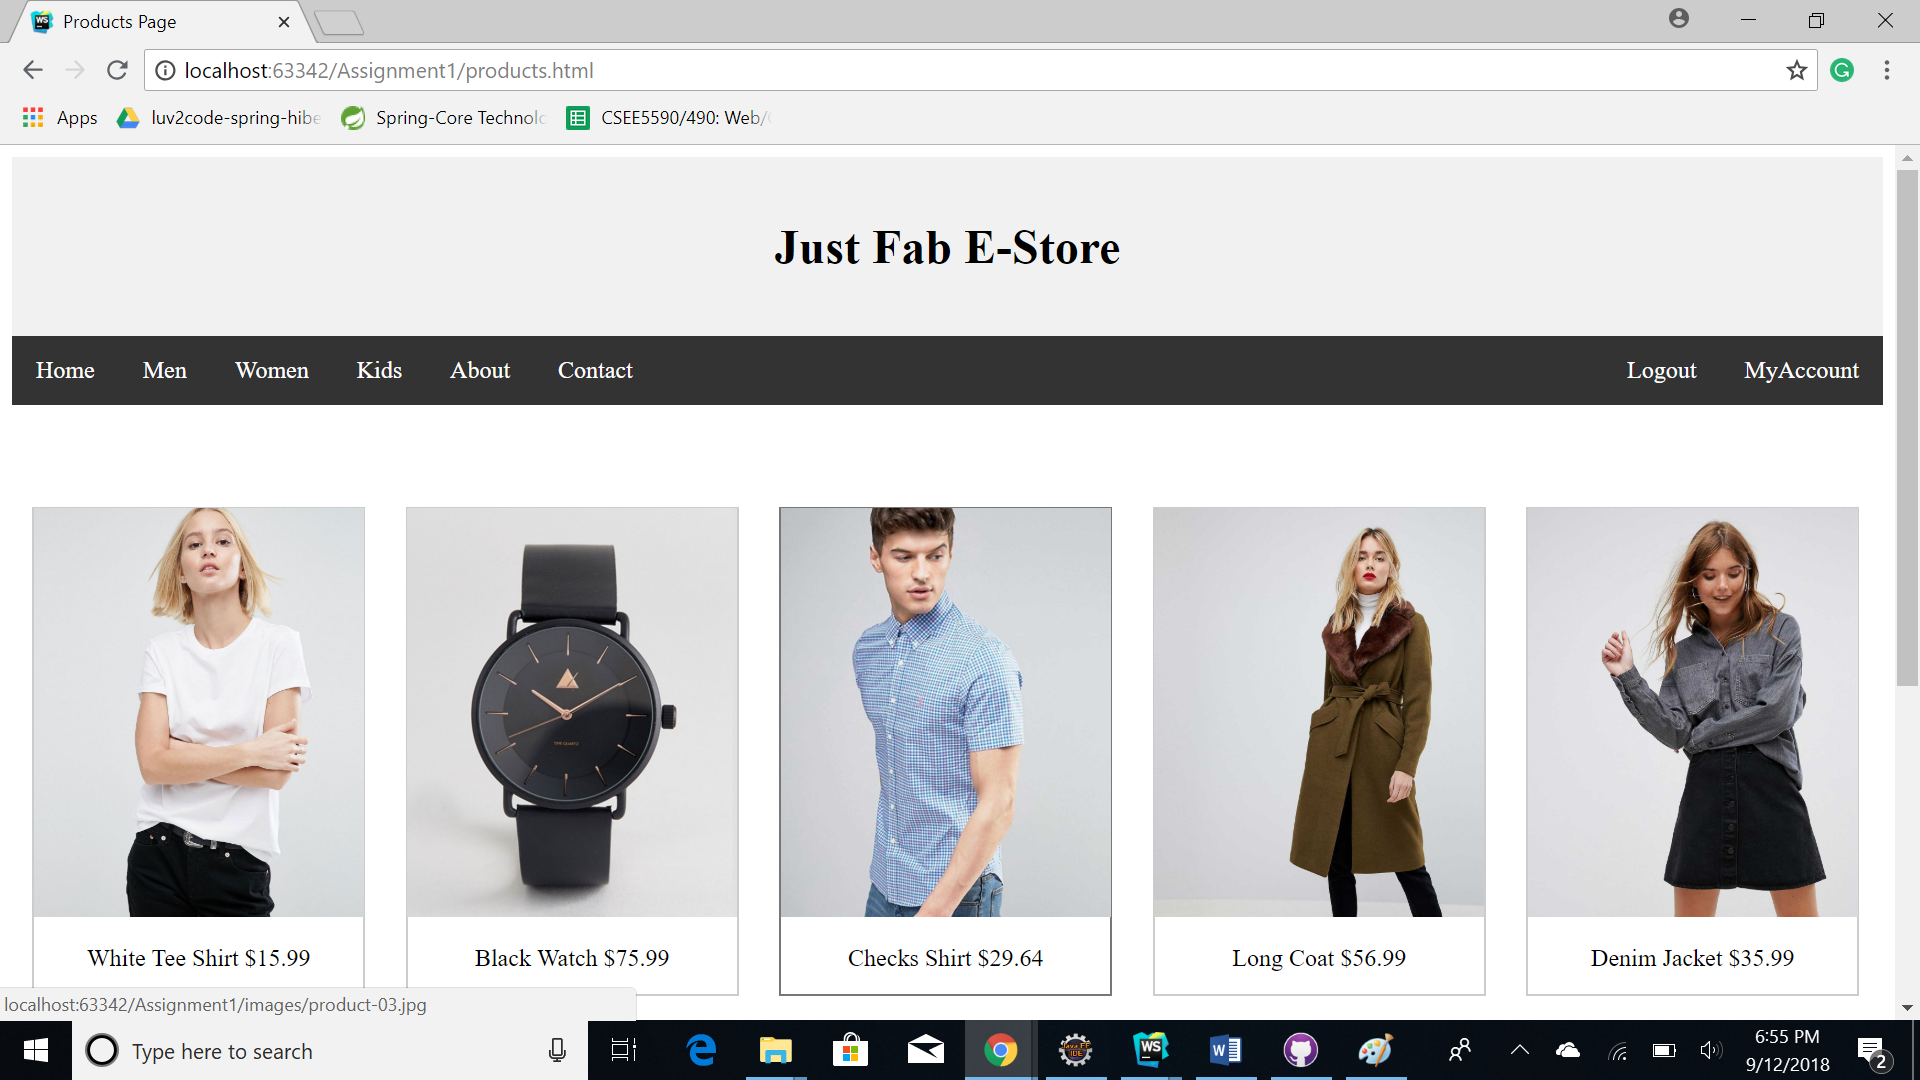 Products Page
localhost:63342/Assignment1/products.html
Apps luv2code-spring-hibe Spring-Core Technolo CSEE5590/490: Web/
Just Fab E-Store
Home Men Women Kids About Contact Logout MyAccount
White Tee Shirt $15.99
Black Watch $75.99
Checks Shirt $29.64
Long Coat $56.99
Denim Jacket $35.99
localhost:63342/Assignment1/images/product-03.jpg
Type here to search
WS
6:55 PM
9/12/2018
2